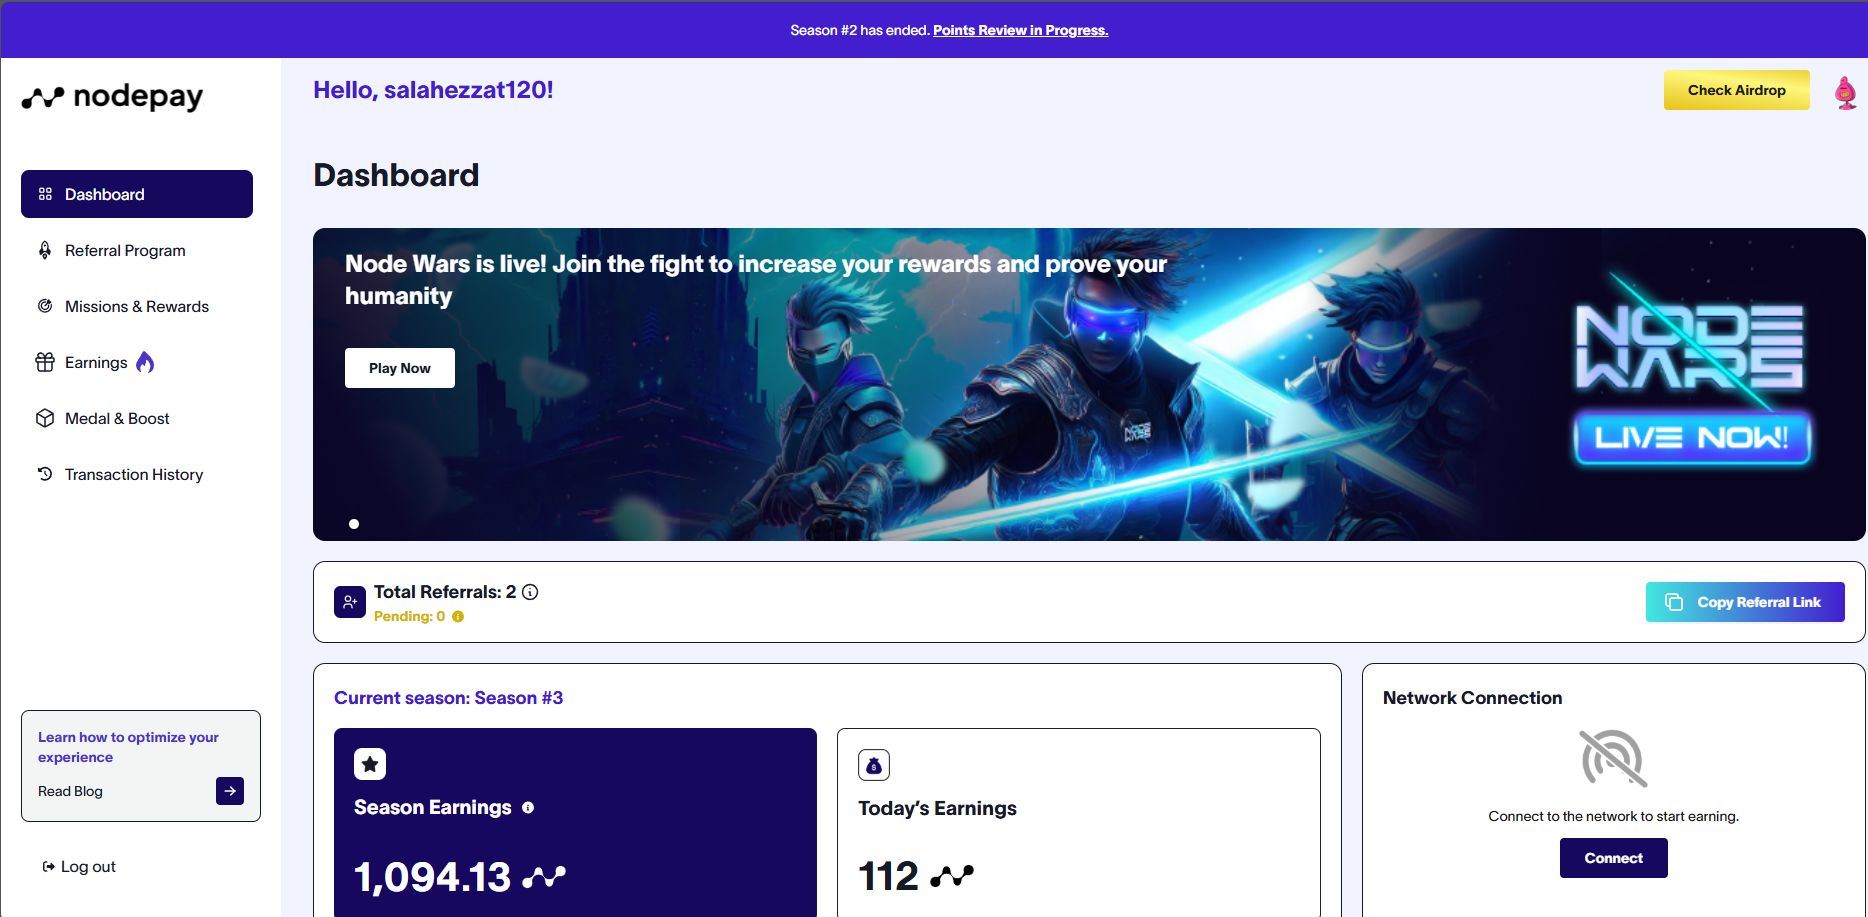 Season #2 has ended. Points Review in Progress.
nodepay
Hello, salahezzat120!
Check Airdrop
Dashboard
Referral Program
Missions & Rewards
Earnings
Medal & Boost
Transaction History
Learn how to optimize your
experience
Read Blog
Log out
Dashboard
Node Wars is live! Join the fight to increase your rewards and prove your
humanity
Play Now
NODE
WARS
NODE
WARS
LIVE NOW!
Total Referrals: 2
Pending: 0
Copy Referral Link
Current season: Season #3
Season Earnings
1,094.13
Today's Earnings
112
Network Connection
Connect to the network to start earning.
Connect